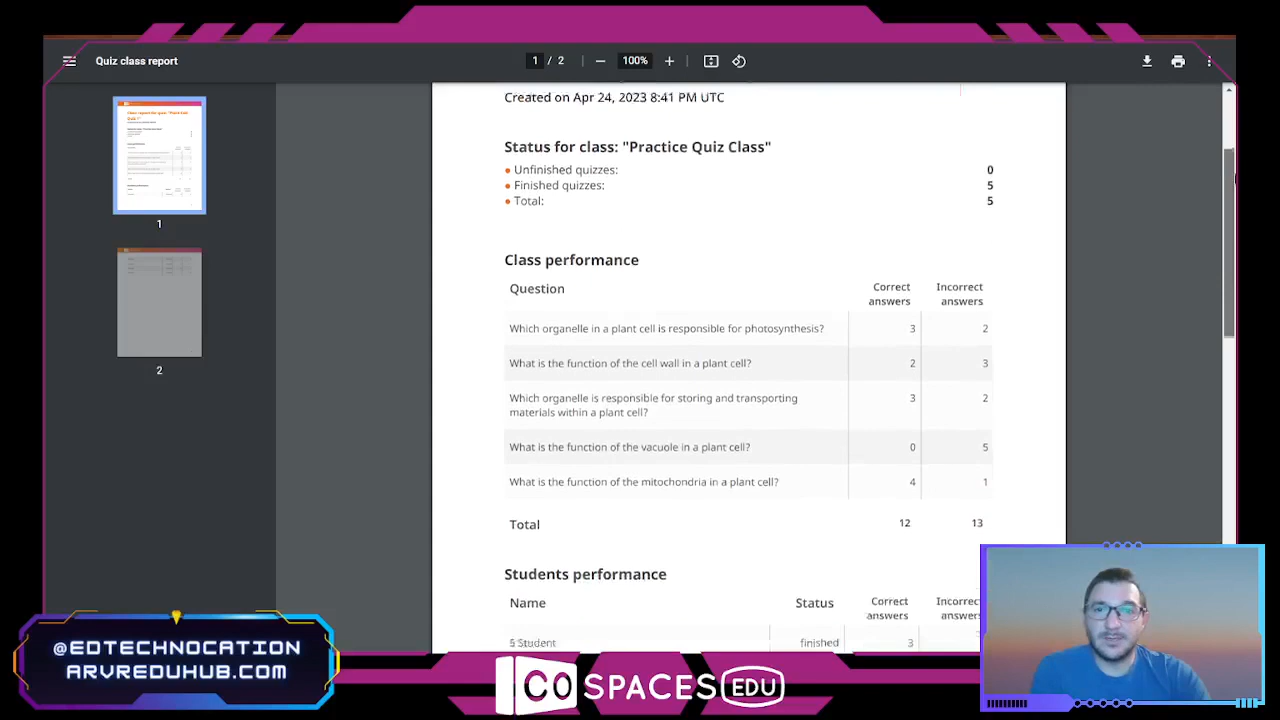 Quiz class report
1 / 2
100%
Created on Apr 24, 2023 8:41 PM UTC
Status for class: "Practice Quiz Class"
Unfinished quizzes: 0
Finished quizzes: 5
Total: 5
Class performance
Question Correct answers Incorrect answers
Which organelle in a plant cell is responsible for photosynthesis? 3 2
What is the function of the cell wall in a plant cell? 2 3
Which organelle is responsible for storing and transporting
materials within a plant cell? 3 2
What is the function of the vacuole in a plant cell? 0 5
What is the function of the mitochondria in a plant cell? 4 1
Total 12 13
Students performance
Name Status Correct answers
Student finished 3
1
2
@EDTECHNOCATION
ARVREDUHUB.COM
CO SPACES EDU